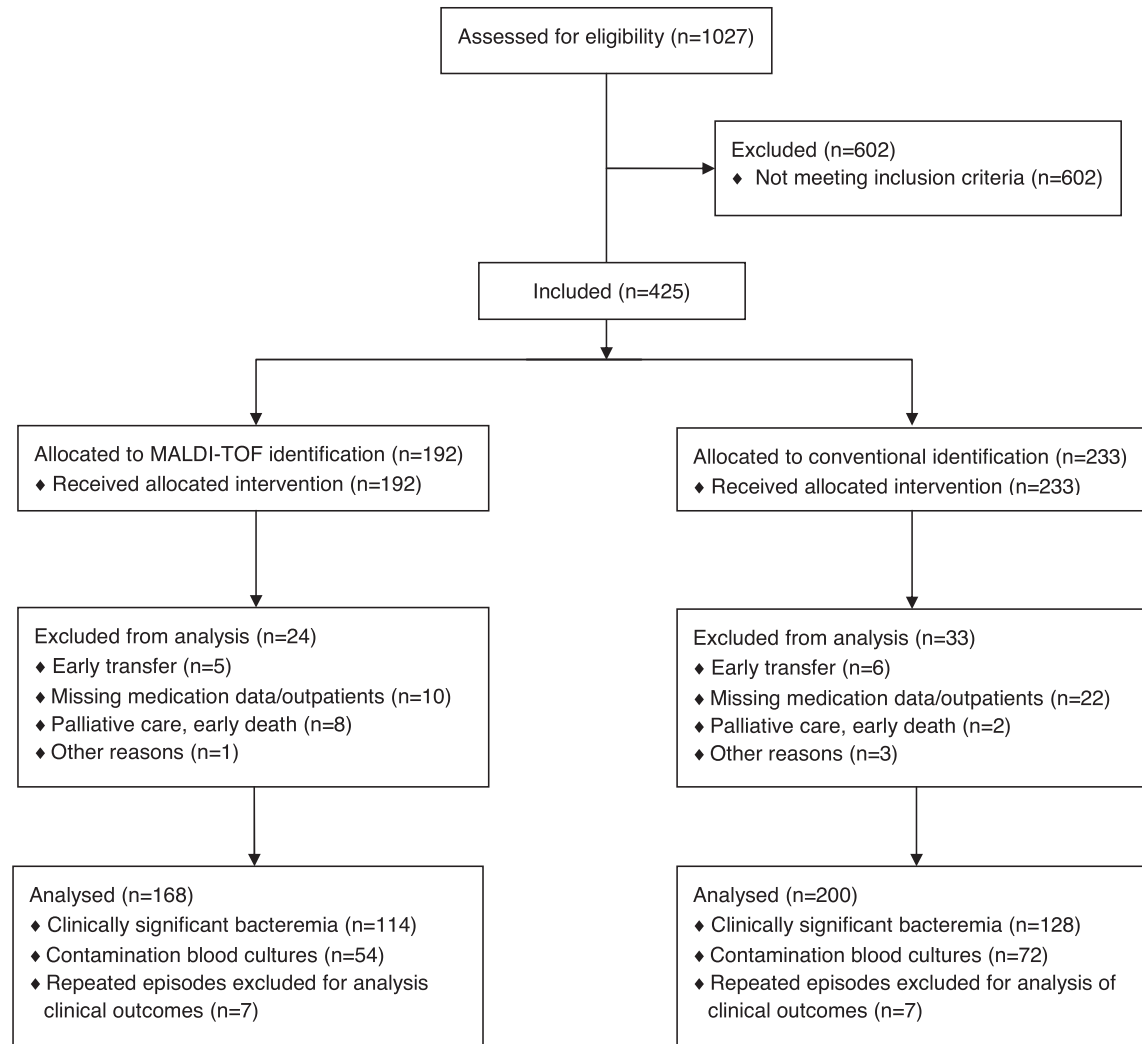 Assessed for eligibility (n=1027)
Excluded (n=602)
♦ Not meeting inclusion criteria (n=602)
Included (n=425)
Allocated to MALDI-TOF identification (n=192)
♦ Received allocated intervention (n=192)
Allocated to conventional identification (n=233)
♦ Received allocated intervention (n=233)
Excluded from analysis (n=24)
♦ Early transfer (n=5)
♦ Missing medication data/outpatients (n=10)
♦ Palliative care, early death (n=8)
♦ Other reasons (n=1)
Excluded from analysis (n=33)
♦ Early transfer (n=6)
♦ Missing medication data/outpatients (n=22)
♦ Palliative care, early death (n=2)
♦ Other reasons (n=3)
Analysed (n=168)
♦ Clinically significant bacteremia (n=114)
♦ Contamination blood cultures (n=54)
♦ Repeated episodes excluded for analysis
clinical outcomes (n=7)
Analysed (n=200)
♦ Clinically significant bacteremia (n=128)
♦ Contamination blood cultures (n=72)
♦ Repeated episodes excluded for analysis of
clinical outcomes (n=7)